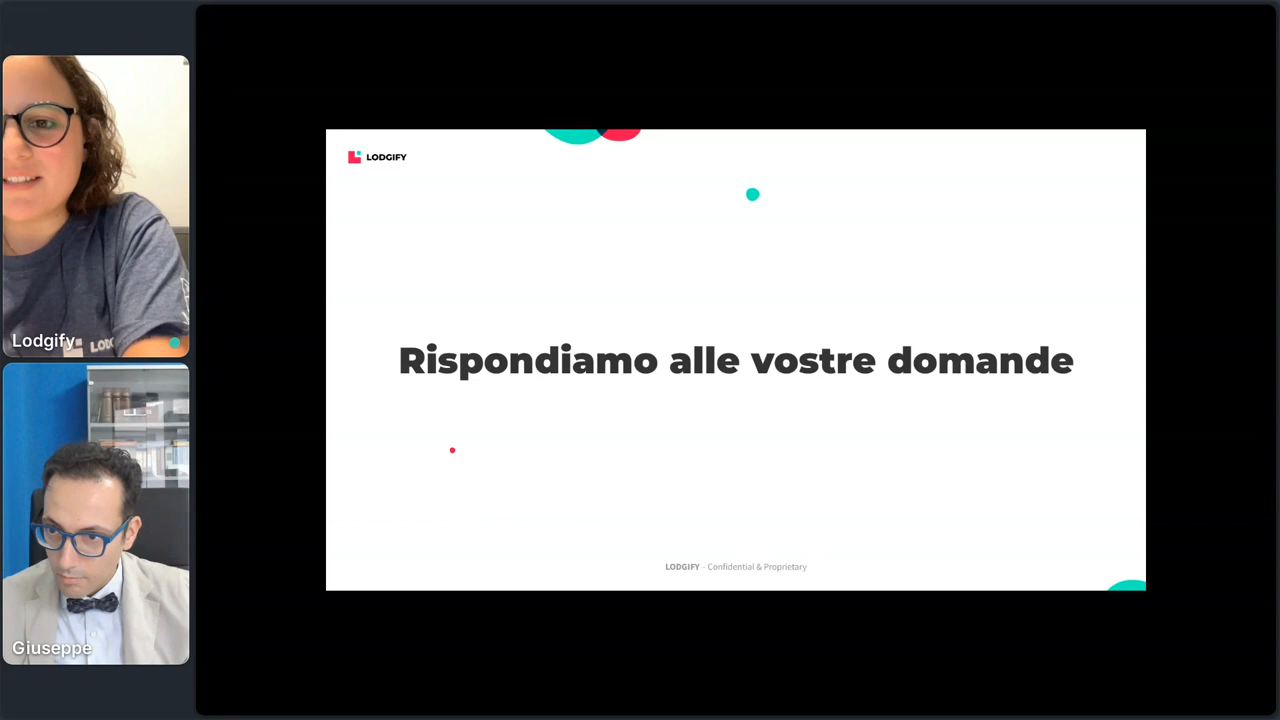 LODGIFY
Rispondiamo alle vostre domande
LODGIFY - Confidential & Proprietary
Lodgify
Giuseppe